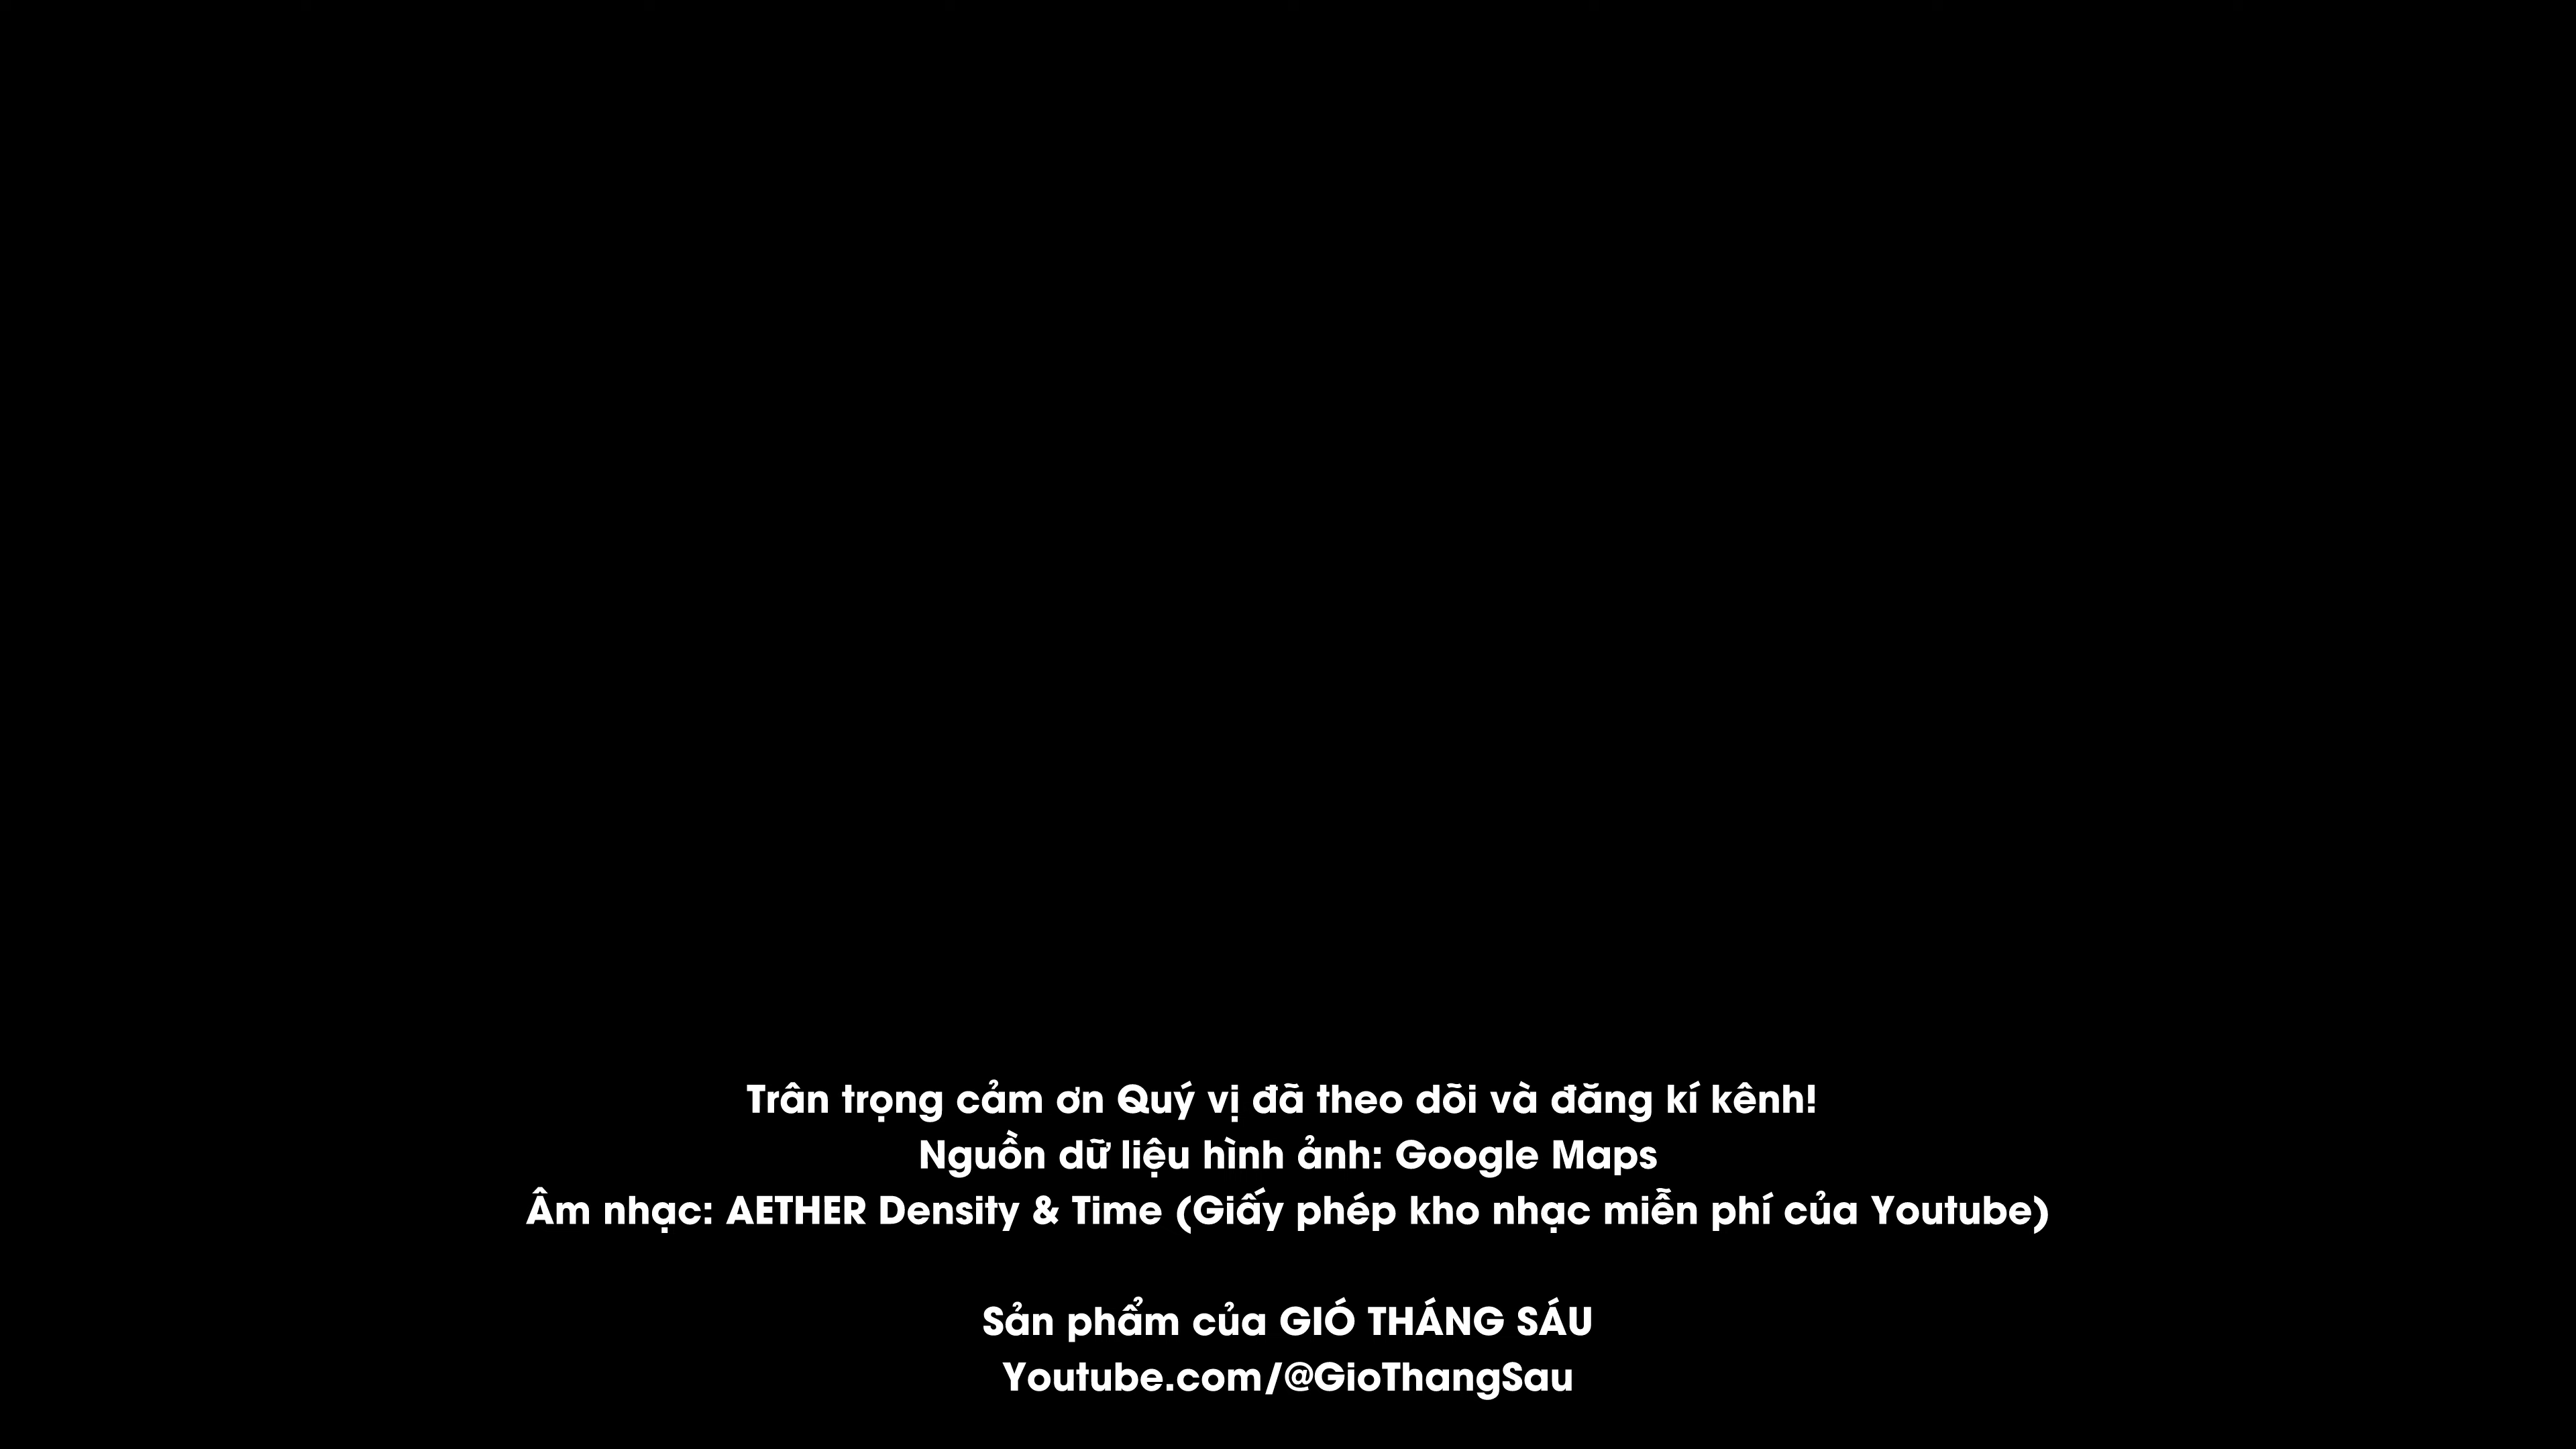 Trân trọng cảm ơn Quý vị đã theo dõi và đăng kí kênh!
Nguồn dữ liệu hình ảnh: Google Maps
Âm nhạc: AETHER Density & Time (Giấy phép kho nhạc miễn phí của Youtube)
Sản phẩm của GIÓ THÁNG SÁU
Youtube.com/@GioThangSau